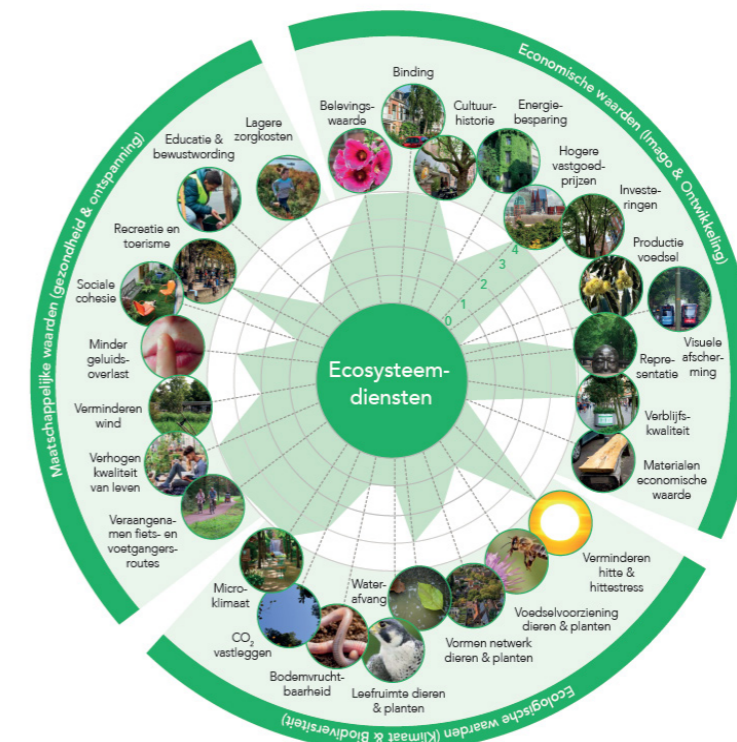 Economische waarden (Imago & Ontwikkeling)
Binding
Belevings-
waarde
Cultuur-
historie
Energie-
besparing
Hogere
vastgoed-
prijzen
Investe-
ringen
Productie
voedsel
Visuele
afscher-
ming
Repre-
sentatie
Verblijfs-
kwaliteit
Materialen
economische
waarde
Maatschappelijke waarden (gezondheid & ontspanning)
Lagere
zorgkosten
Educatie &
bewustwording
Recreatie en
toerisme
Sociale
cohesie
Minder
geluids-
overlast
Verminderen
wind
Verhogen
kwaliteit
van leven
Veraangena-
men fiets- en
voetgangers-
routes
0
1
2
3
4
Ecosysteem-
diensten
Micro-
klimaat
CO₂
vastleggen
Bodemvrucht-
baarheid
Water-
afvang
Leefruimte dieren
& planten
Vormen netwerk
dieren & planten
Voedselvoorziening
dieren & planten
Verminderen
hitte &
hittestress
Ecologische waarden (Klimaat & Biodiversiteit)